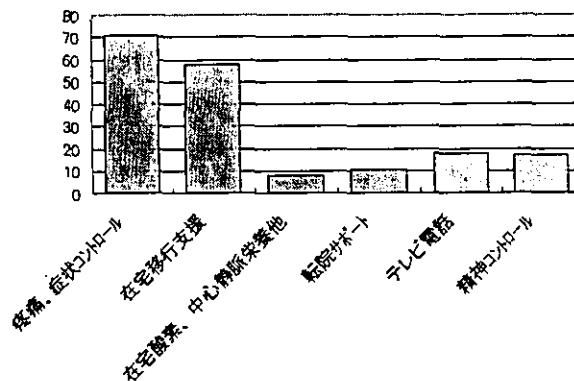 80
70
60
50
40
30
20
10
0
疼痛、症状コントロール
在宅移行支援
在宅酸素、中心静脈栄養他
転院サポート
テレビ電話
精神コントロール